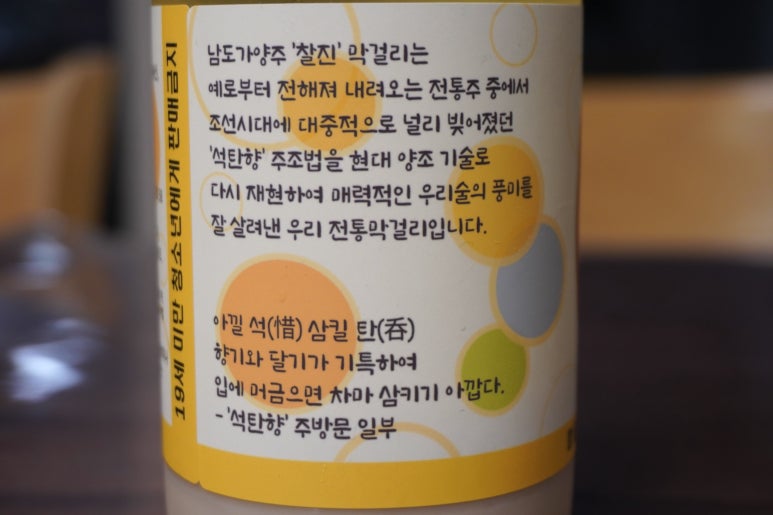 남도가양주 '찰진' 막걸리는
예로부터 전해져 내려오는 전통주 중에서
조선시대에 대중적으로 널리 빚어졌던
'석탄향' 주조법을 현대 양조 기술로
다시 재현하여 매력적인 우리술의 풍미를
잘 살려낸 우리 전통막걸리입니다.
아낄 석(惜) 삼킬 탄(呑)
향기와 달기가 기특하여
입에 머금으면 차마 삼키기 아깝다.
- '석탄향' 주방문 일부
19세 미만 청소년에게 판매금지